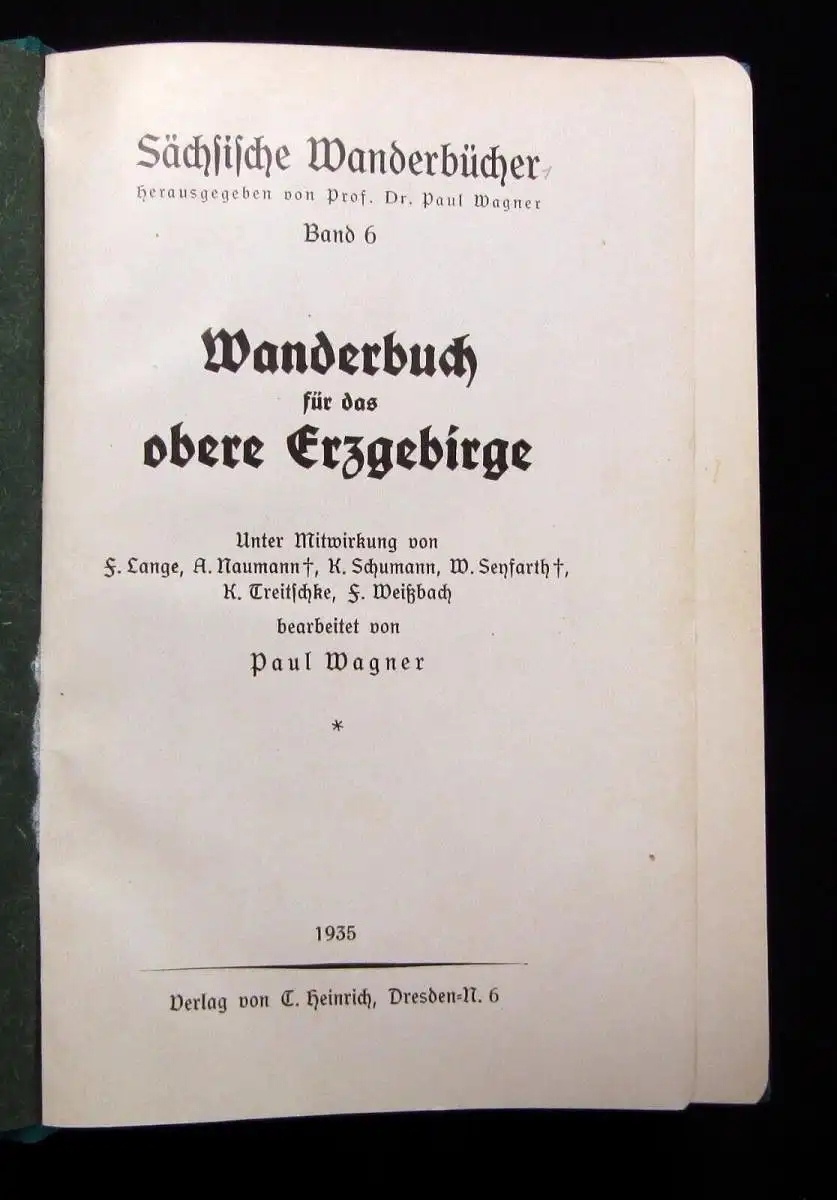 Sächsische Wanderbücher
Herausgegeben von Prof. Dr. Paul Wagner
Band 6
Wanderbuch
für das
obere Erzgebirge
Unter Mitwirkung von
F. Lange, A. Naumann†, K. Schumann, W. Seyfarth†,
K. Treitschke, F. Weißbach
bearbeitet von
Paul Wagner
*
1935
Verlag von C. Heinrich, Dresden=N. 6